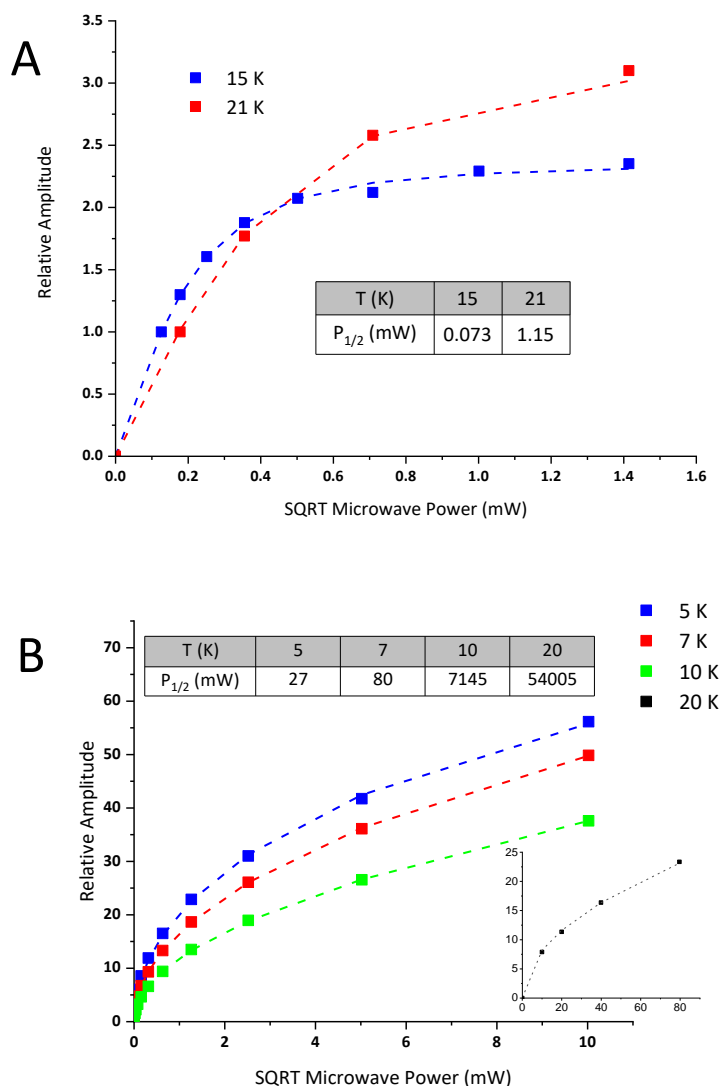 A
3.5
3.0
2.5
2.0
1.5
1.0
0.5
0.0
Relative Amplitude
15 K
21 K
T (K) 15 21
P1/2 (mW) 0.073 1.15
0.0 0.2 0.4 0.6 0.8 1.0 1.2 1.4 1.6
SQRT Microwave Power (mW)
B
5 K
7 K
10 K
20 K
70
60
50
40
30
20
10
0
Relative Amplitude
T (K) 5 7 10 20
P1/2 (mW) 27 80 7145 54005
25
20
15
10
5
0
0 20 40 60 80
0 2 4 6 8 10
SQRT Microwave Power (mW)